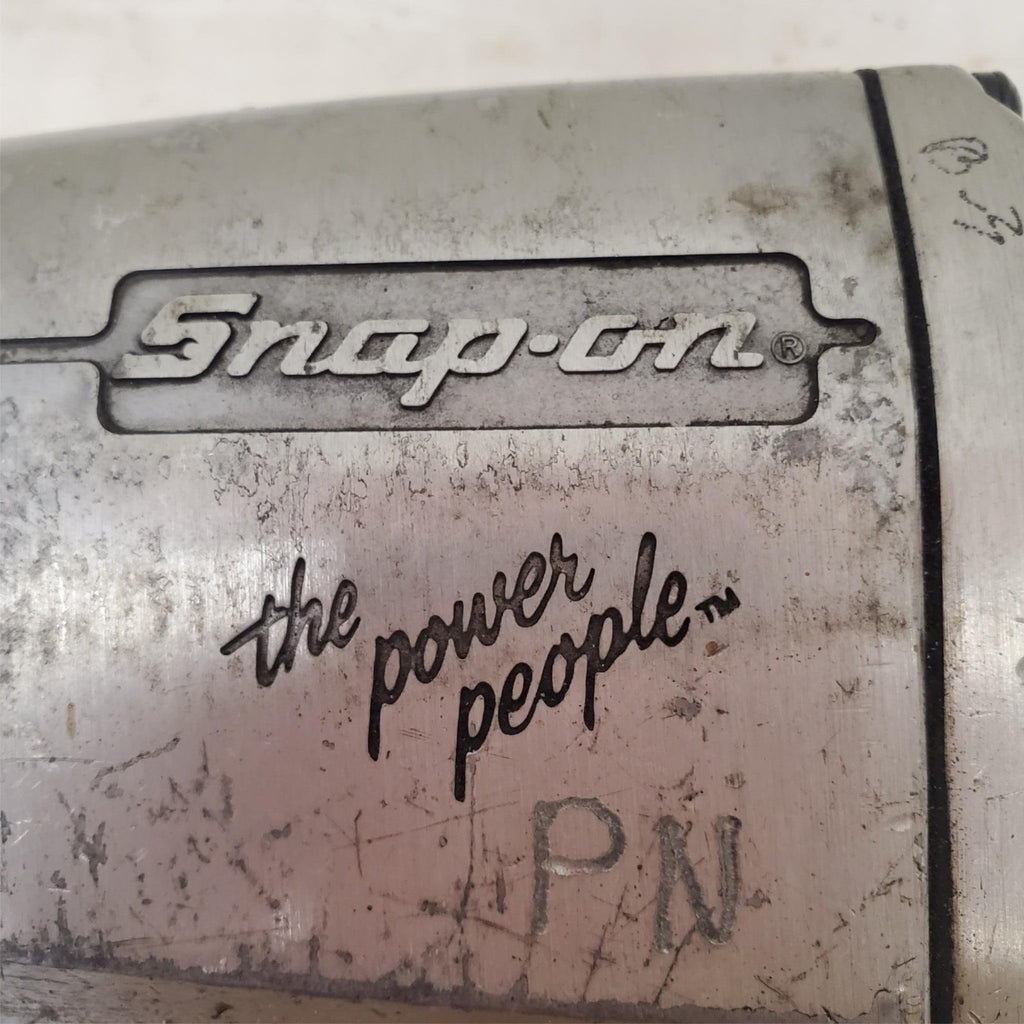 Snap-on®
the power
people™
PN